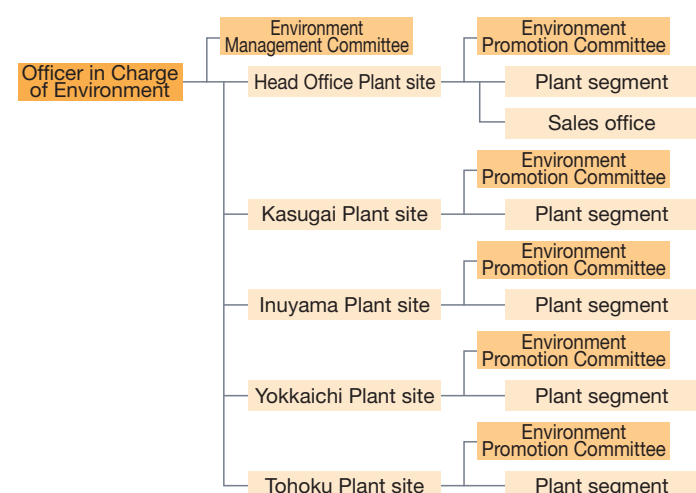 Environment
Management Committee
Environment
Promotion Committee
Officer in Charge
of Environment
Head Office Plant site
Plant segment
Sales office
Environment
Promotion Committee
Kasugai Plant site
Plant segment
Environment
Promotion Committee
Inuyama Plant site
Plant segment
Environment
Promotion Committee
Yokkaichi Plant site
Plant segment
Environment
Promotion Committee
Tohoku Plant site
Plant segment